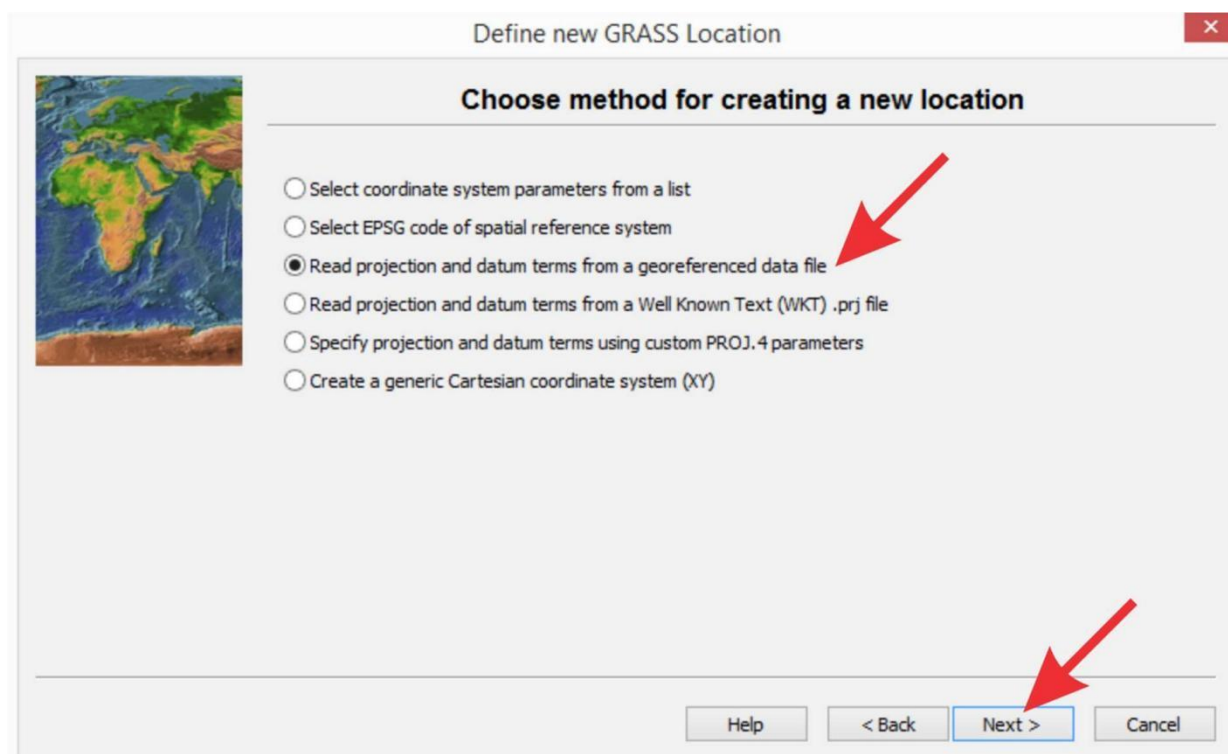 Define new GRASS Location
Choose method for creating a new location
Select coordinate system parameters from a list
Select EPSG code of spatial reference system
Read projection and datum terms from a georeferenced data file
Read projection and datum terms from a Well Known Text (WKT) .prj file
Specify projection and datum terms using custom PROJ.4 parameters
Create a generic Cartesian coordinate system (XY)
Help < Back Next > Cancel